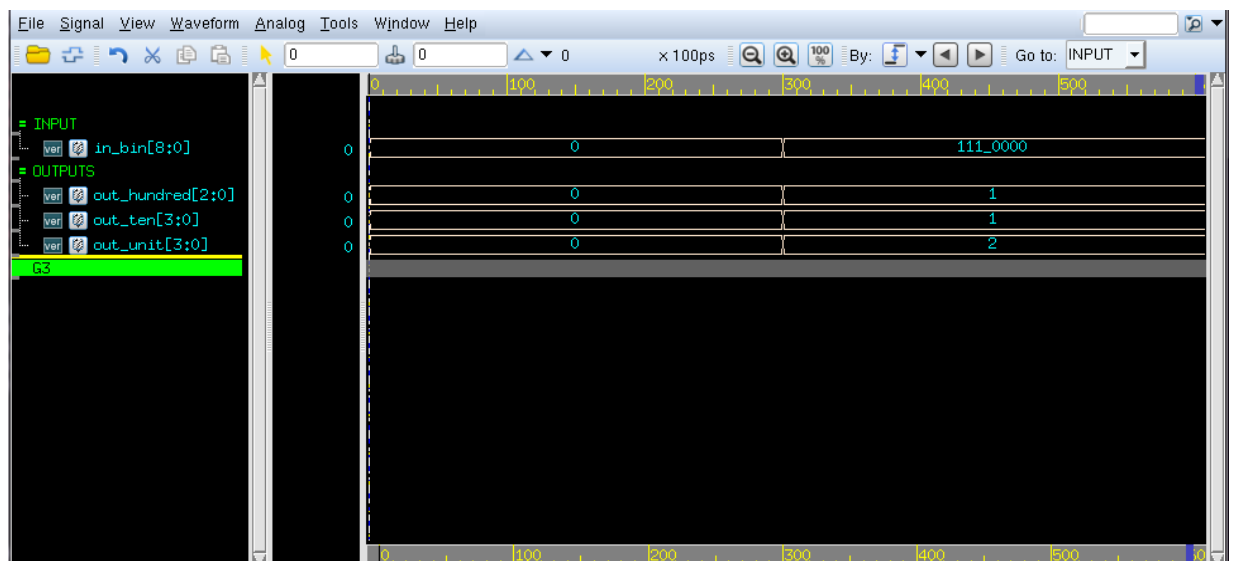 File Signal View Waveform Analog Tools Window Help
0 0 0 x 100ps 100 % By: Go to: INPUT
0 100 200 300 400 500
= INPUT
ver in_bin[8:0] 0 0 111_0000
= OUTPUTS
ver out_hundred[2:0] 0 0 1
ver out_ten[3:0] 0 0 1
ver out_unit[3:0] 0 0 2
G3
0 100 200 300 400 500